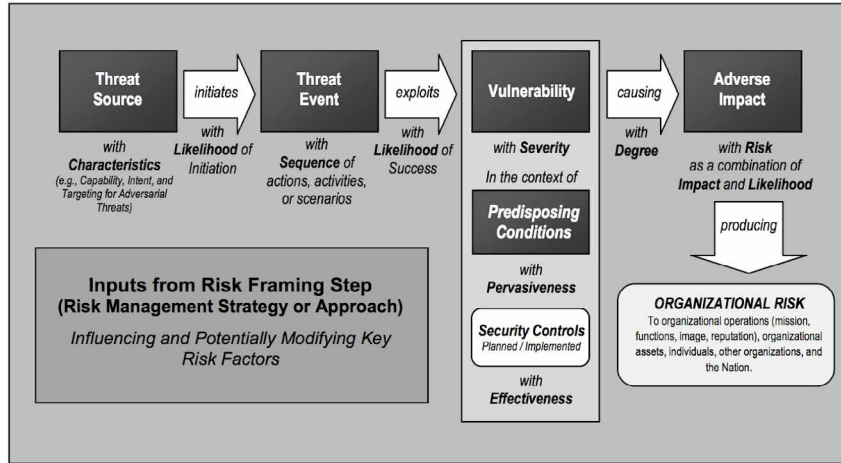 Threat
Source
initiates
Threat
Event
exploits
Vulnerability
causing
Adverse
Impact
with
Characteristics
(e.g., Capability, Intent, and
Targeting for Adversarial
Threats)
with
Likelihood of
Initiation
with
Sequence of
actions, activities,
or scenarios
with
Likelihood of
Success
with Severity
In the context of
Predisposing
Conditions
with
Pervasiveness
Security Controls
Planned / Implemented
with
Effectiveness
with
Degree
with Risk
as a combination of
Impact and Likelihood
producing
ORGANIZATIONAL RISK
To organizational operations (mission,
functions, image, reputation), organizational
assets, individuals, other organizations, and
the Nation.
Inputs from Risk Framing Step
(Risk Management Strategy or Approach)
Influencing and Potentially Modifying Key
Risk Factors